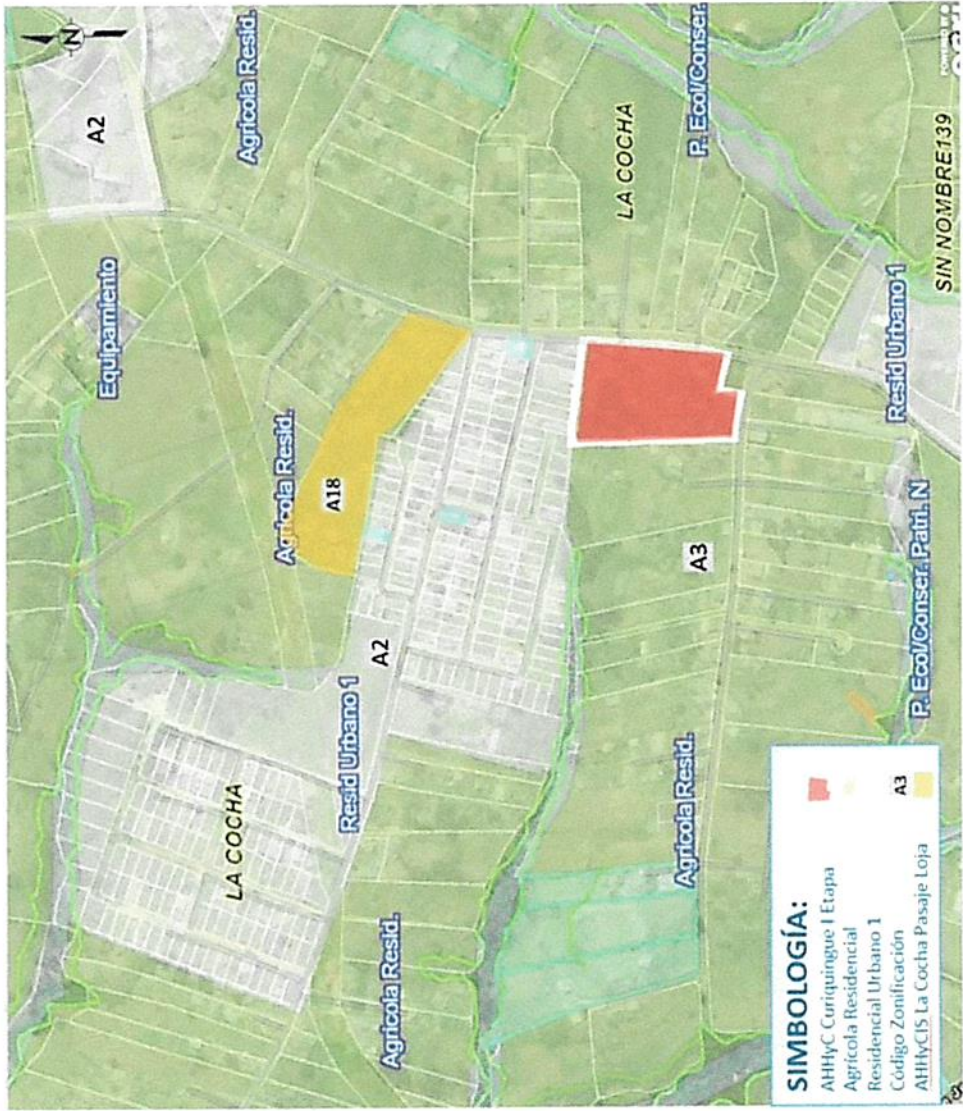 N
A2
Agrícola Resid.
Equipamiento
Agrícola Resid.
A18
LA COCHA
P. Ecol/Conser.
A2
Resid Urbano 1
LA COCHA
A3
Resid Urbano 1
SIN NOMBRE139
Agrícola Resid.
Agrícola Resid.
P. Ecol/Conser. Patri. N
SIMBOLOGÍA:
AHHyC Curiquingue I Etapa
Agrícola Residencial
Residencial Urbano 1
Código Zonificación A3
AHHyCIS La Cocha Pasaje Loja